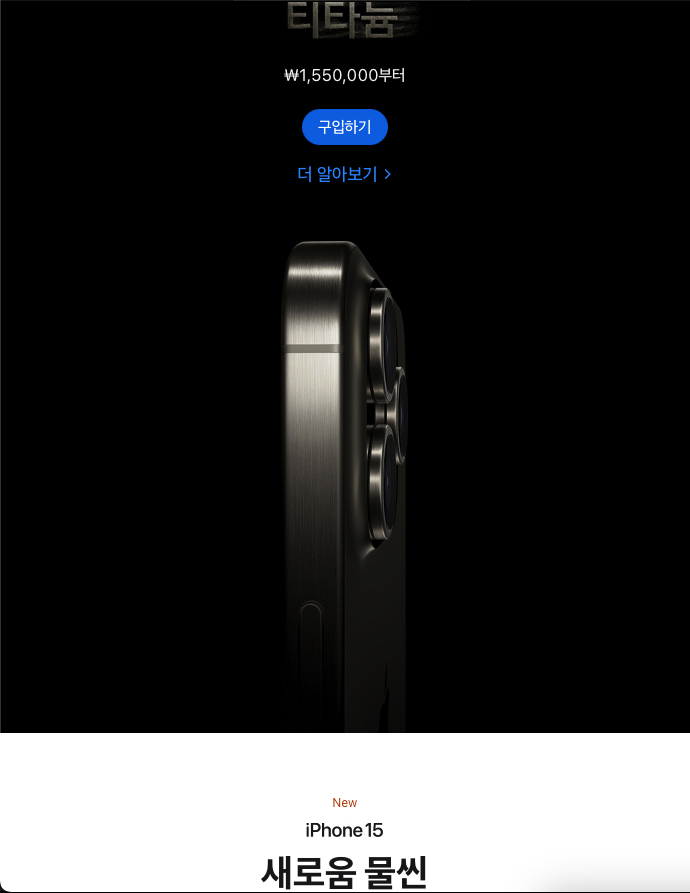 티타늄
₩1,550,000부터
구입하기
더 알아보기 >
New
iPhone 15
새로움 물씬